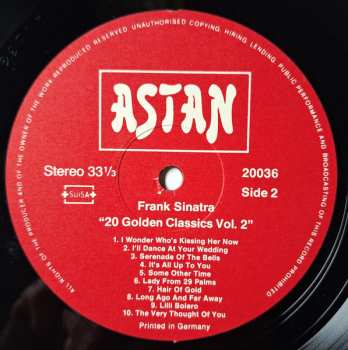 ALL RIGHTS OF THE MANUFACTURER AND OF THE OWNER OF THE WORK REPRODUCED RESERVED UNAUTHORISED COPYING, HIRING, LENDING, PUBLIC PERFORMANCE AND BROADCASTING OF THIS RECORD PROHIBITED
ASTAN
Stereo 33⅓
20036
SUISA
Side 2
Frank Sinatra
"20 Golden Classics Vol. 2"
1. I Wonder Who's Kissing Her Now
2. I'll Dance At Your Wedding
3. Serenade Of The Bells
4. It's All Up To You
5. Some Other Time
6. Lady From 29 Palms
7. Hair Of Gold
8. Long Ago And Far Away
9. Lilli Bolero
10. The Very Thought Of You
Printed in Germany